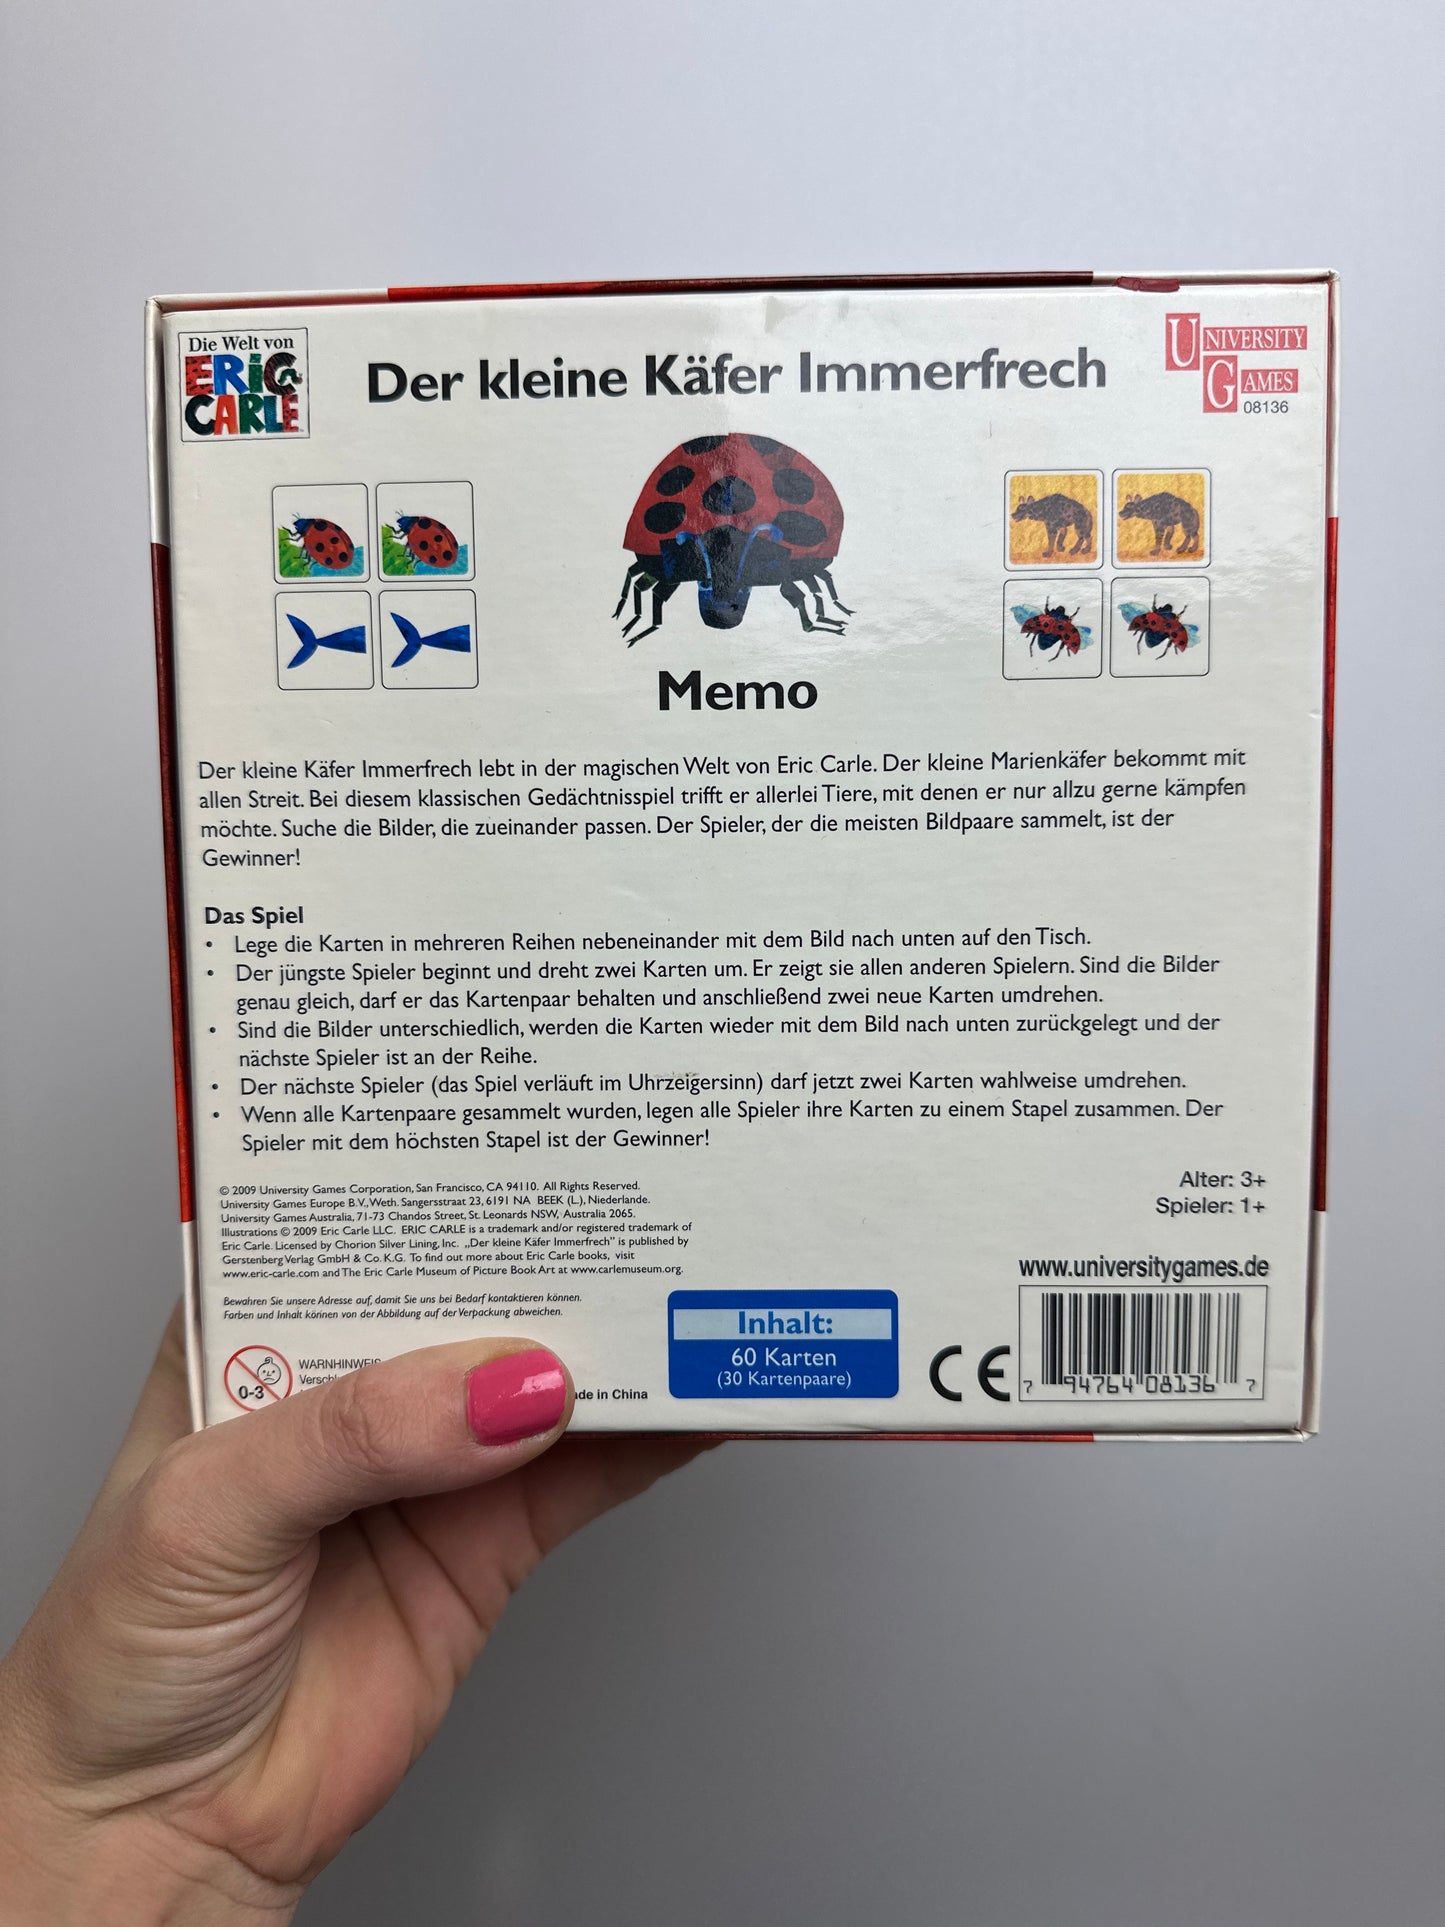 Die Welt von
ERIC
CARLE
Der kleine Käfer Immerfrech
UNIVERSITY
GAMES
08136
Memo
Der kleine Käfer Immerfrech lebt in der magischen Welt von Eric Carle. Der kleine Marienkäfer bekommt mit
allen Streit. Bei diesem klassischen Gedächtnisspiel trifft er allerlei Tiere, mit denen er nur allzu gerne kämpfen
möchte. Suche die Bilder, die zueinander passen. Der Spieler, der die meisten Bildpaare sammelt, ist der
Gewinner!
Das Spiel
• Lege die Karten in mehreren Reihen nebeneinander mit dem Bild nach unten auf den Tisch.
• Der jüngste Spieler beginnt und dreht zwei Karten um. Er zeigt sie allen anderen Spielern. Sind die Bilder
genau gleich, darf er das Kartenpaar behalten und anschließend zwei neue Karten umdrehen.
• Sind die Bilder unterschiedlich, werden die Karten wieder mit dem Bild nach unten zurückgelegt und der
nächste Spieler ist an der Reihe.
• Der nächste Spieler (das Spiel verläuft im Uhrzeigersinn) darf jetzt zwei Karten wahlweise umdrehen.
• Wenn alle Kartenpaare gesammelt wurden, legen alle Spieler ihre Karten zu einem Stapel zusammen. Der
Spieler mit dem höchsten Stapel ist der Gewinner!
© 2009 University Games Corporation, San Francisco, CA 94110. All Rights Reserved.
University Games Europe B.V., Weth. Sangersstraat 23, 6191 NA BEEK (L.), Niederlande.
University Games Australia, 71-73 Chandos Street, St. Leonards NSW, Australia 2065.
Illustrations © 2009 Eric Carle LLC. ERIC CARLE is a trademark and/or registered trademark of
Eric Carle. Licensed by Chorion Silver Lining, Inc. „Der kleine Käfer Immerfrech" is published by
Gerstenberg Verlag GmbH & Co. K.G. To find out more about Eric Carle books, visit
www.eric-carle.com and The Eric Carle Museum of Picture Book Art at www.carlemuseum.org.
Bewahren Sie unsere Adresse auf, damit Sie uns bei Bedarf kontaktieren können.
Farben und Inhalt können von der Abbildung auf der Verpackung abweichen.
Alter: 3+
Spieler: 1+
www.universitygames.de
0-3
WARNHINWEIS
in China
Inhalt:
60 Karten
(30 Kartenpaare)
CE
7 94764 08136 7